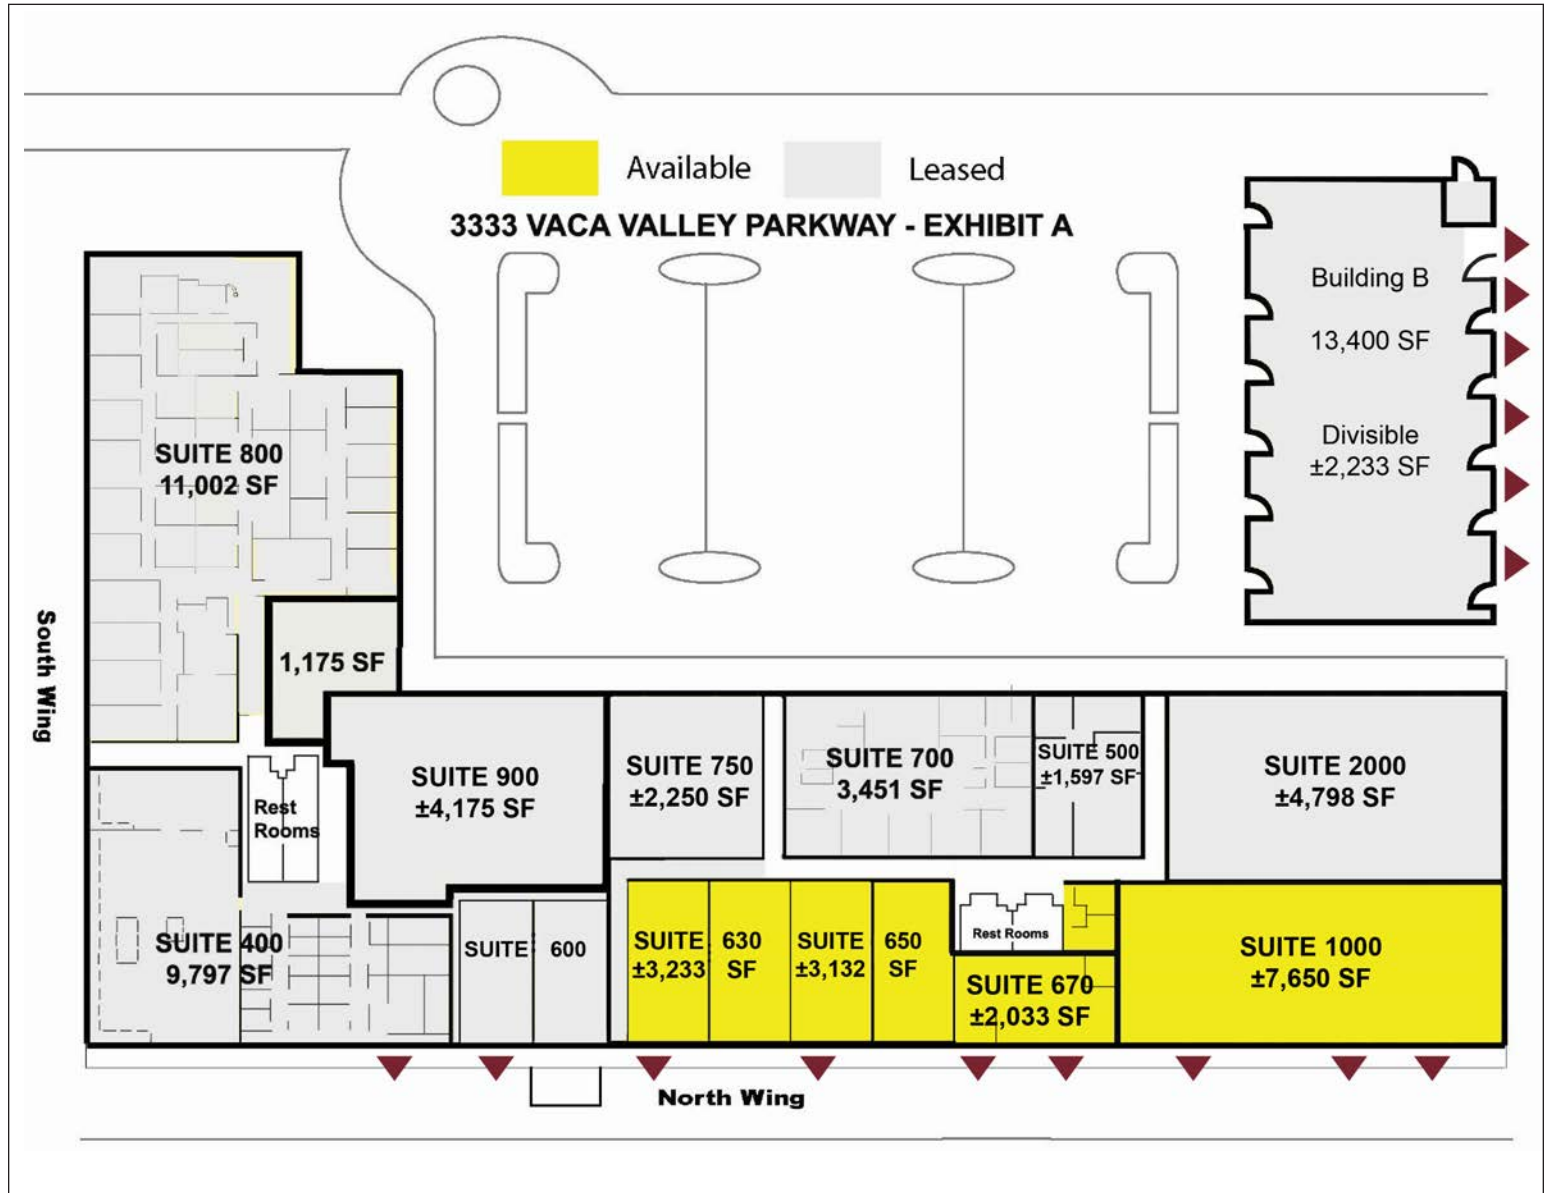 Available
Leased
3333 VACA VALLEY PARKWAY - EXHIBIT A
Building B
13,400 SF
Divisible
±2,233 SF
SUITE 800
11,002 SF
South Wing
1,175 SF
Rest
Rooms
SUITE 900
±4,175 SF
SUITE 750
±2,250 SF
SUITE 700
3,451 SF
SUITE 500
±1,597 SF
SUITE 2000
±4,798 SF
SUITE 400
9,797 SF
SUITE 600
SUITE 630
±3,233 SF
SUITE 650
±3,132 SF
Rest Rooms
SUITE 670
±2,033 SF
SUITE 1000
±7,650 SF
North Wing